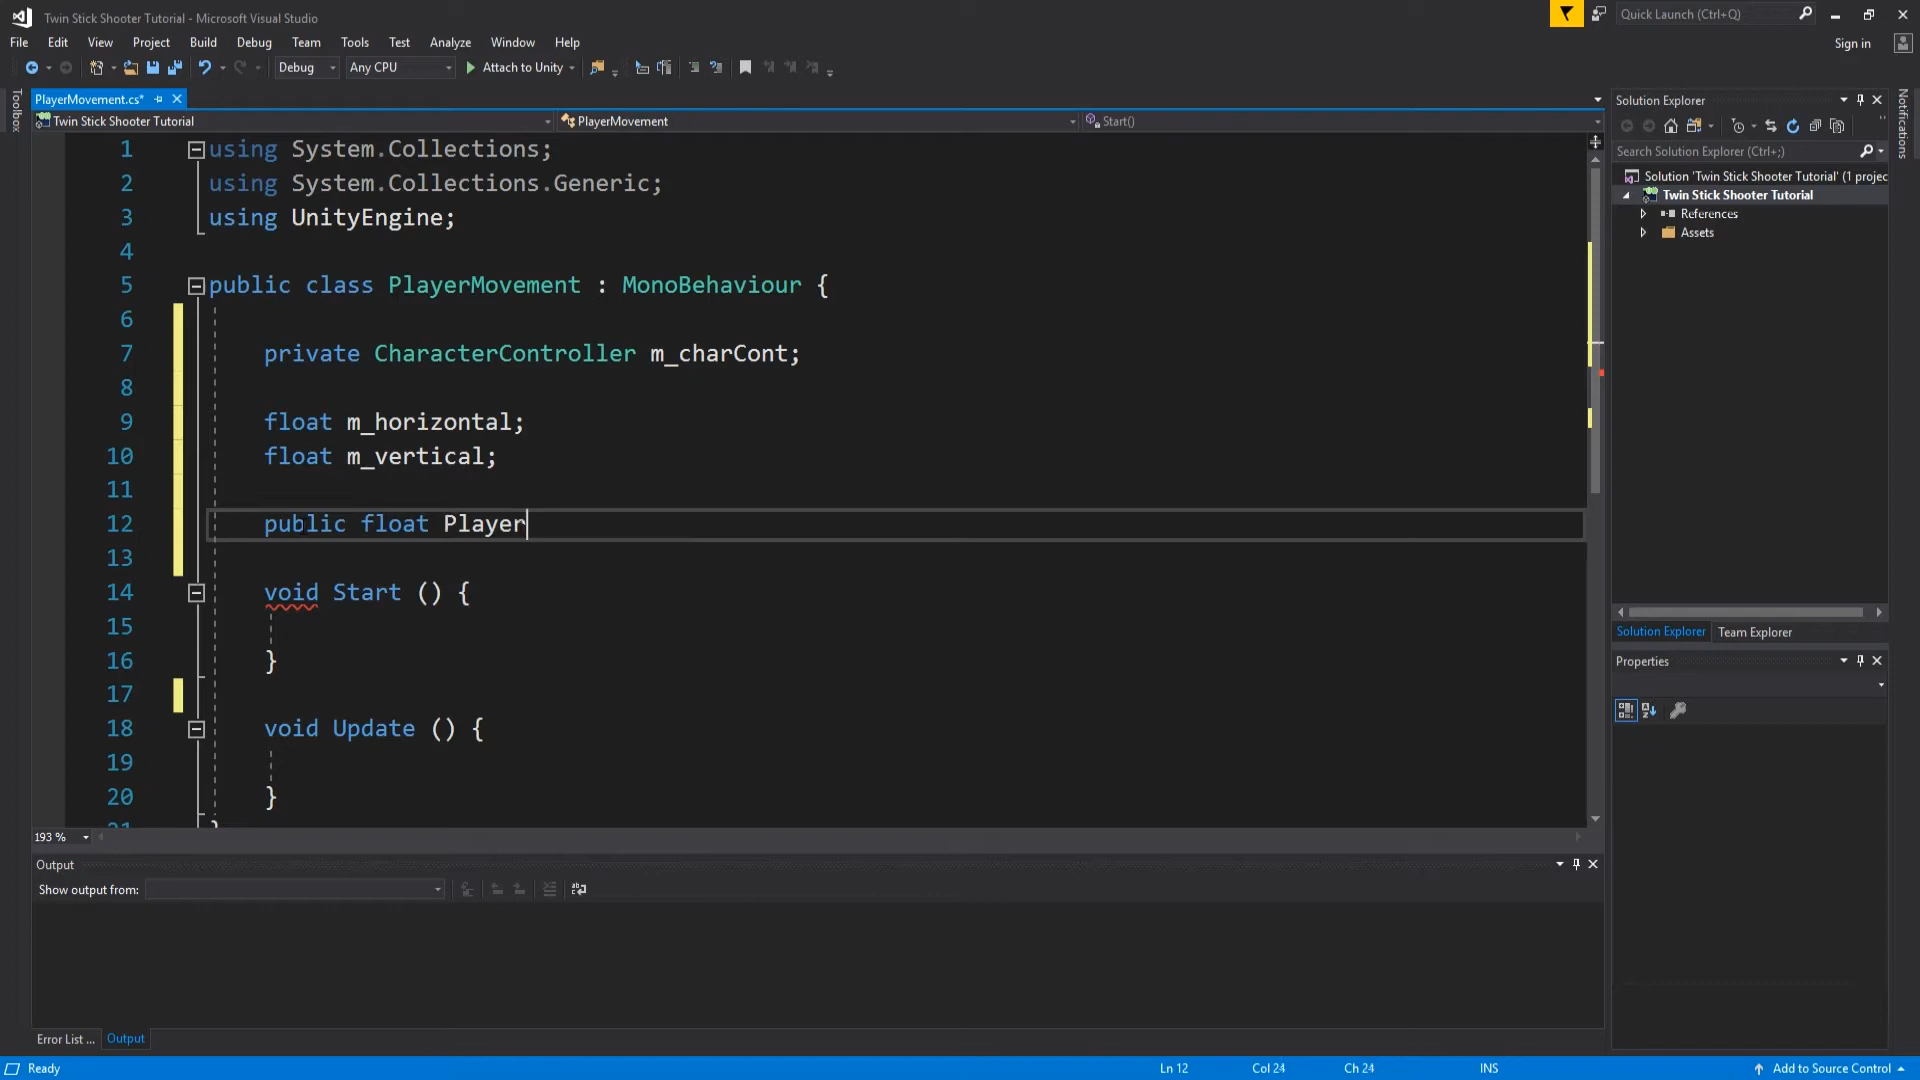 Twin Stick Shooter Tutorial - Microsoft Visual Studio
Quick Launch (Ctrl+Q)
File Edit View Project Build Debug Team Tools Test Analyze Window Help
Sign in
Debug Any CPU Attach to Unity
Toolbox
PlayerMovement.cs*
Twin Stick Shooter Tutorial PlayerMovement Start()
1 using System.Collections;
2 using System.Collections.Generic;
3 using UnityEngine;
4
5 public class PlayerMovement : MonoBehaviour {
6
7 private CharacterController m_charCont;
8
9 float m_horizontal;
10 float m_vertical;
11
12 public float Player
13
14 void Start () {
15
16 }
17
18 void Update () {
19
20 }
21 }
193 %
Output
Show output from:
Error List ... Output
Solution Explorer
Search Solution Explorer (Ctrl+;)
Solution 'Twin Stick Shooter Tutorial' (1 projec
Twin Stick Shooter Tutorial
References
Assets
Solution Explorer Team Explorer
Properties
Notifications
Ready Ln 12 Col 24 Ch 24 INS Add to Source Control